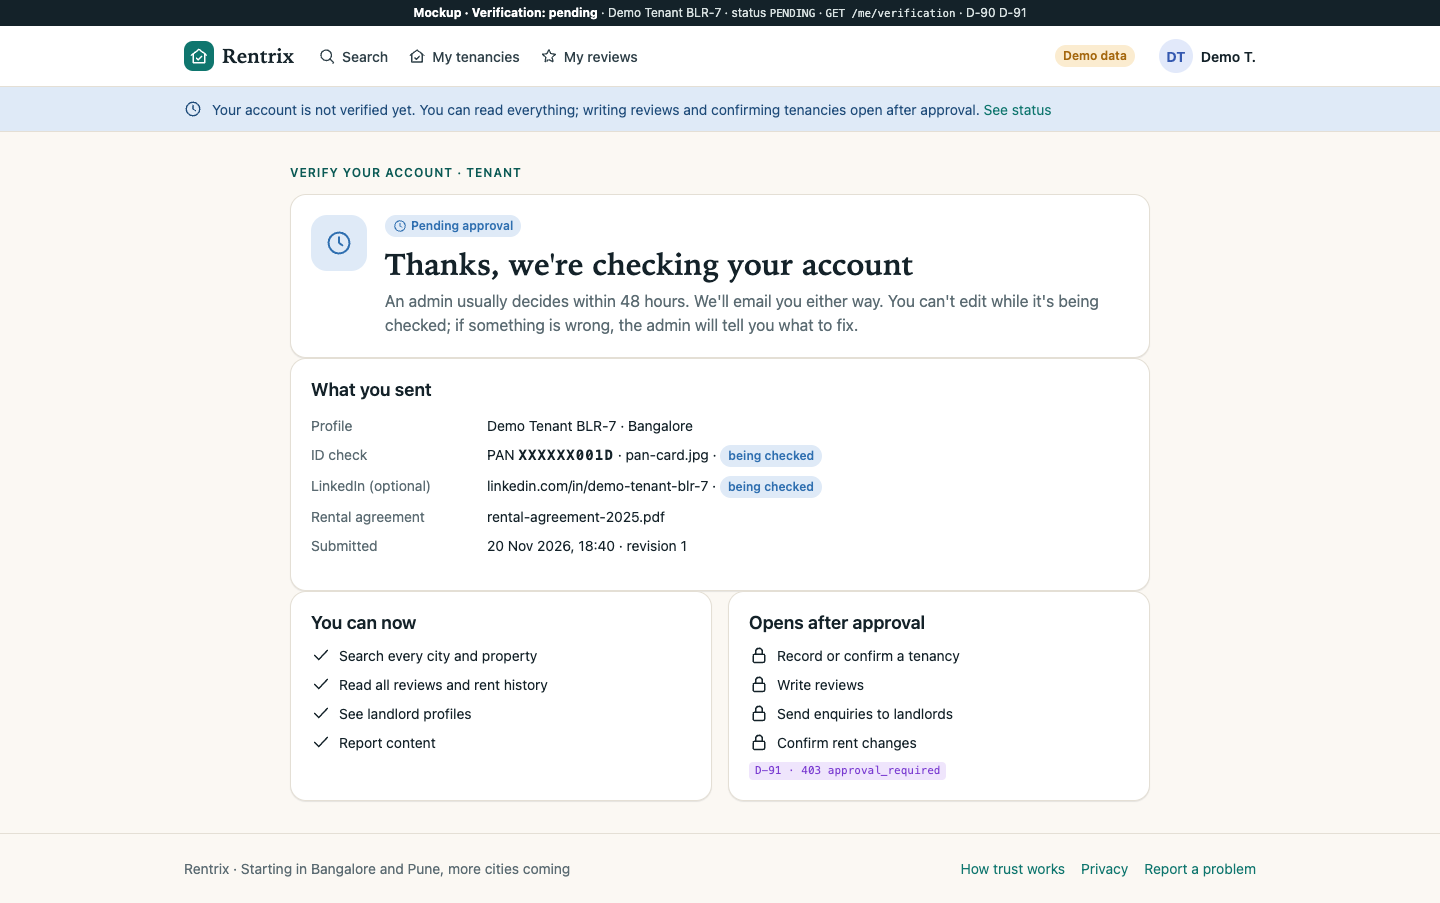 Mockup · Verification: pending · Demo Tenant BLR-7 · status PENDING · GET /me/verification · D-90 D-91
Rentrix
Search
My tenancies
My reviews
Demo data
DT
Demo T.
Your account is not verified yet. You can read everything; writing reviews and confirming tenancies open after approval. See status
VERIFY YOUR ACCOUNT · TENANT
Pending approval
Thanks, we're checking your account
An admin usually decides within 48 hours. We'll email you either way. You can't edit while it's being
checked; if something is wrong, the admin will tell you what to fix.
What you sent
Profile Demo Tenant BLR-7 · Bangalore
ID check PAN XXXXXX001D · pan-card.jpg · being checked
LinkedIn (optional) linkedin.com/in/demo-tenant-blr-7 · being checked
Rental agreement rental-agreement-2025.pdf
Submitted 20 Nov 2026, 18:40 · revision 1
You can now
Search every city and property
Read all reviews and rent history
See landlord profiles
Report content
Opens after approval
Record or confirm a tenancy
Write reviews
Send enquiries to landlords
Confirm rent changes
D-91 · 403 approval_required
Rentrix · Starting in Bangalore and Pune, more cities coming
How trust works Privacy Report a problem